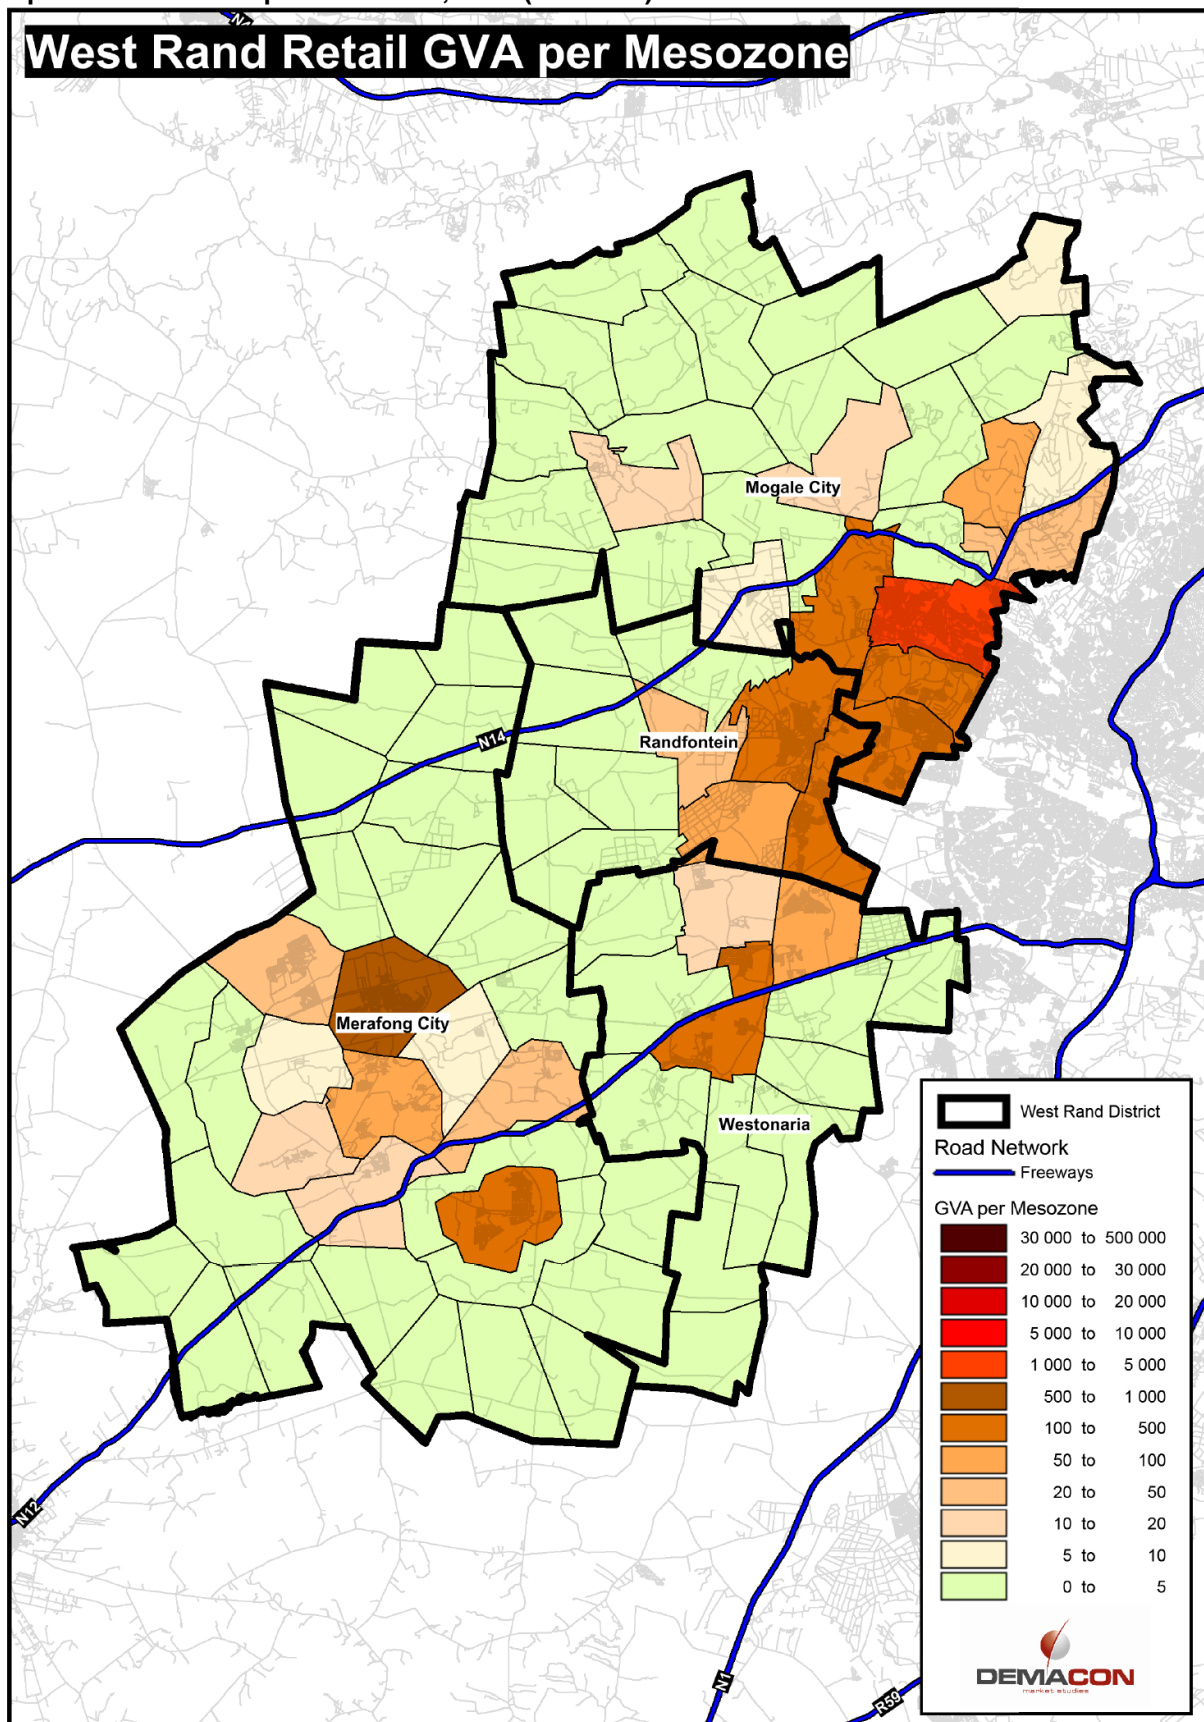 West Rand Retail GVA per Mesozone
Mogale City
Randfontein
N14
Merafong City
Westonaria
N12
N1
R59
West Rand District
Road Network
Freeways
GVA per Mesozone
30 000 to 500 000
20 000 to 30 000
10 000 to 20 000
5 000 to 10 000
1 000 to 5 000
500 to 1 000
100 to 500
50 to 100
20 to 50
10 to 20
5 to 10
0 to 5
DEMACON
market studies